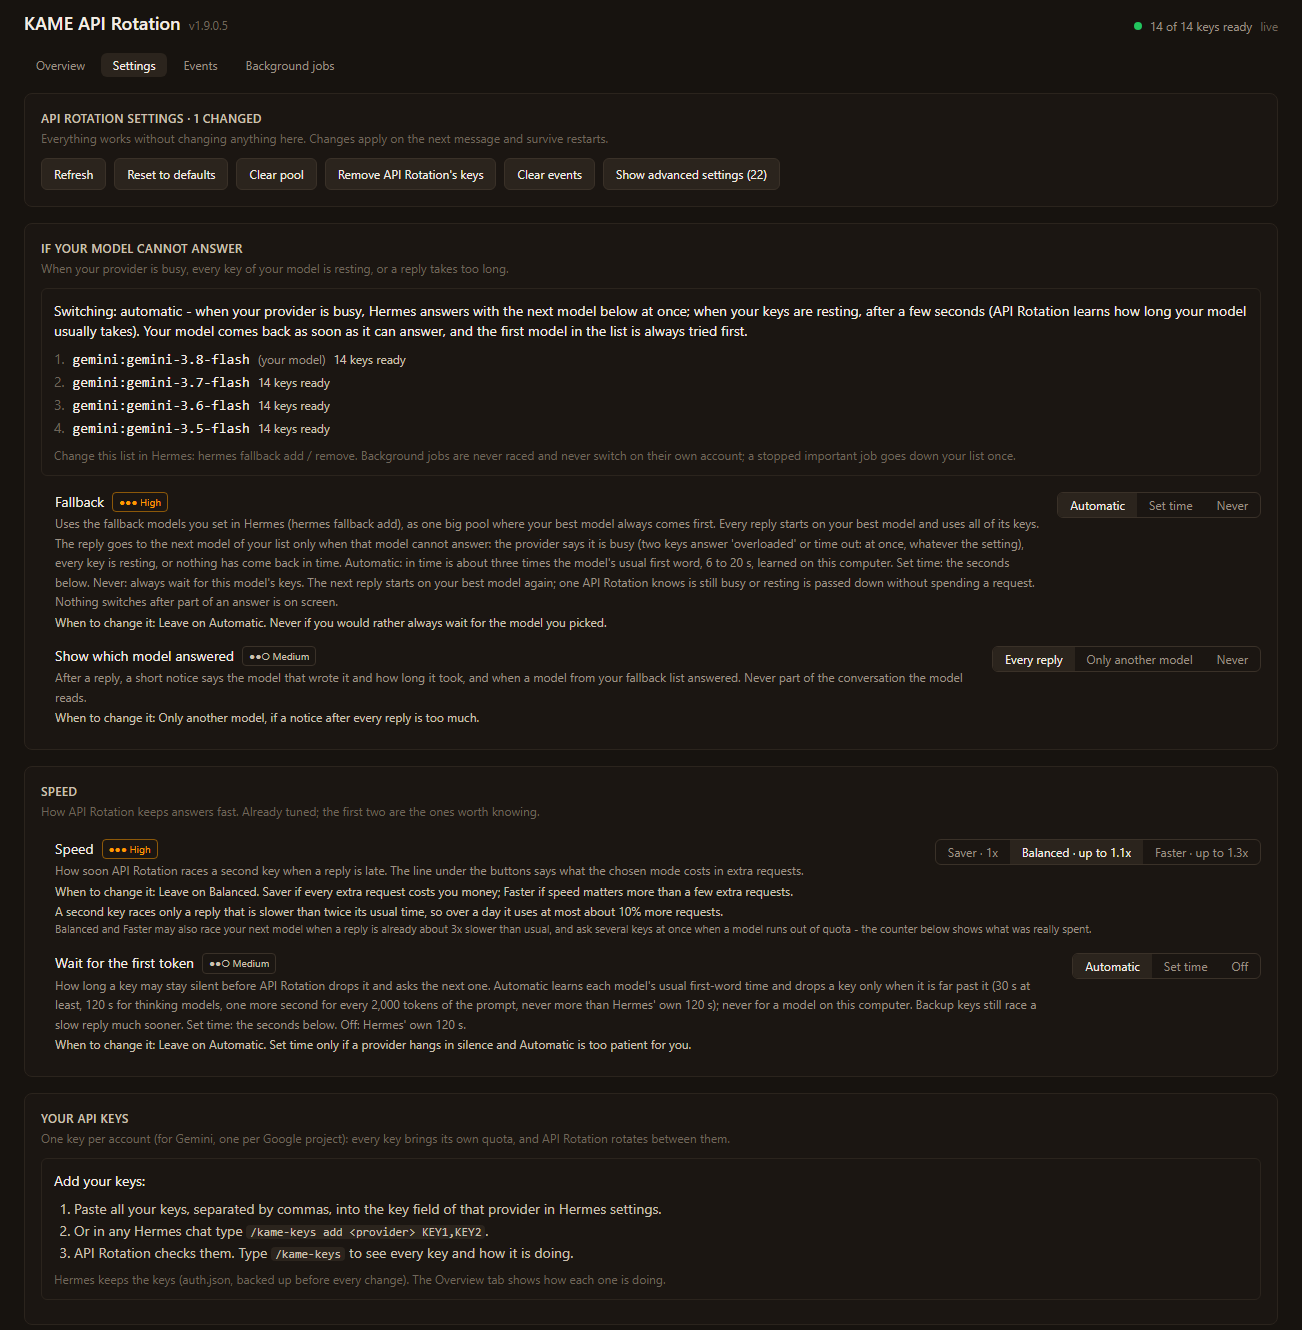 KAME API Rotation v1.9.0.5
14 of 14 keys ready live
Overview Settings Events Background jobs
API ROTATION SETTINGS · 1 CHANGED
Everything works without changing anything here. Changes apply on the next message and survive restarts.
Refresh Reset to defaults Clear pool Remove API Rotation's keys Clear events Show advanced settings (22)
IF YOUR MODEL CANNOT ANSWER
When your provider is busy, every key of your model is resting, or a reply takes too long.
Switching: automatic - when your provider is busy, Hermes answers with the next model below at once; when your keys are resting, after a few seconds (API Rotation learns how long your model
usually takes). Your model comes back as soon as it can answer, and the first model in the list is always tried first.
1. gemini:gemini-3.8-flash (your model) 14 keys ready
2. gemini:gemini-3.7-flash 14 keys ready
3. gemini:gemini-3.6-flash 14 keys ready
4. gemini:gemini-3.5-flash 14 keys ready
Change this list in Hermes: hermes fallback add / remove. Background jobs are never raced and never switch on their own account; a stopped important job goes down your list once.
Fallback ●●● High
Automatic Set time Never
Uses the fallback models you set in Hermes (hermes fallback add), as one big pool where your best model always comes first. Every reply starts on your best model and uses all of its keys.
The reply goes to the next model of your list only when that model cannot answer: the provider says it is busy (two keys answer 'overloaded' or time out: at once, whatever the setting),
every key is resting, or nothing has come back in time. Automatic: in time is about three times the model's usual first word, 6 to 20 s, learned on this computer. Set time: the seconds
below. Never: always wait for this model's keys. The next reply starts on your best model again; one API Rotation knows is still busy or resting is passed down without spending a request.
Nothing switches after part of an answer is on screen.
When to change it: Leave on Automatic. Never if you would rather always wait for the model you picked.
Show which model answered ●●○ Medium
Every reply Only another model Never
After a reply, a short notice says the model that wrote it and how long it took, and when a model from your fallback list answered. Never part of the conversation the model
reads.
When to change it: Only another model, if a notice after every reply is too much.
SPEED
How API Rotation keeps answers fast. Already tuned; the first two are the ones worth knowing.
Speed ●●● High
Saver · 1x Balanced · up to 1.1x Faster · up to 1.3x
How soon API Rotation races a second key when a reply is late. The line under the buttons says what the chosen mode costs in extra requests.
When to change it: Leave on Balanced. Saver if every extra request costs you money; Faster if speed matters more than a few extra requests.
A second key races only a reply that is slower than twice its usual time, so over a day it uses at most about 10% more requests.
Balanced and Faster may also race your next model when a reply is already about 3x slower than usual, and ask several keys at once when a model runs out of quota - the counter below shows what was really spent.
Wait for the first token ●●○ Medium
Automatic Set time Off
How long a key may stay silent before API Rotation drops it and asks the next one. Automatic learns each model's usual first-word time and drops a key only when it is far past it (30 s at
least, 120 s for thinking models, one more second for every 2,000 tokens of the prompt, never more than Hermes' own 120 s); never for a model on this computer. Backup keys still race a
slow reply much sooner. Set time: the seconds below. Off: Hermes' own 120 s.
When to change it: Leave on Automatic. Set time only if a provider hangs in silence and Automatic is too patient for you.
YOUR API KEYS
One key per account (for Gemini, one per Google project): every key brings its own quota, and API Rotation rotates between them.
Add your keys:
1. Paste all your keys, separated by commas, into the key field of that provider in Hermes settings.
2. Or in any Hermes chat type /kame-keys add <provider> KEY1,KEY2.
3. API Rotation checks them. Type /kame-keys to see every key and how it is doing.
Hermes keeps the keys (auth.json, backed up before every change). The Overview tab shows how each one is doing.